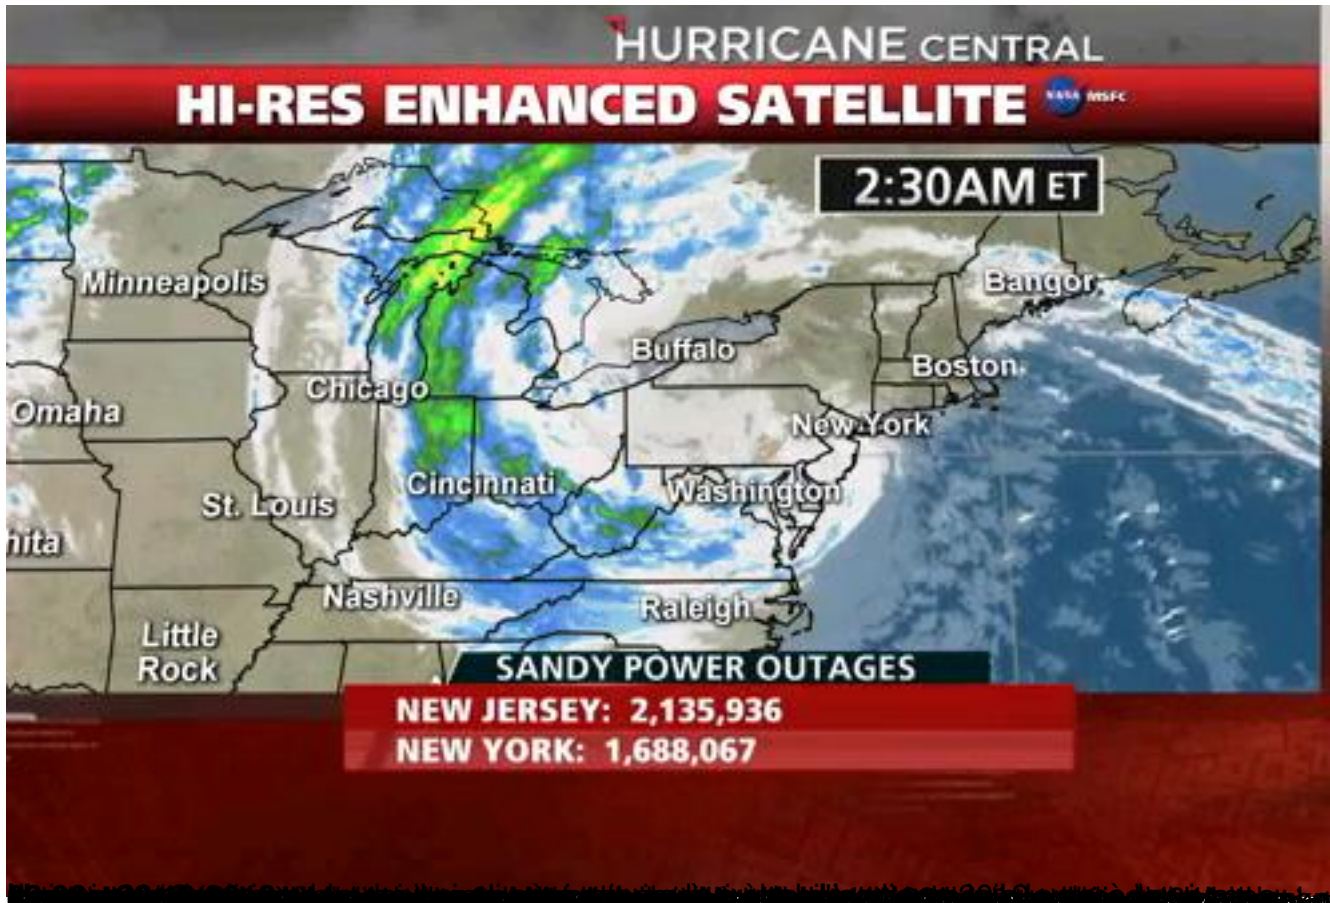 HURRICANE CENTRAL
HI-RES ENHANCED SATELLITE NASA MSFC
2:30AM ET
Minneapolis
Bangor
Buffalo
Boston
Chicago
Omaha
New York
Cincinnati
Washington
St. Louis
hita
Nashville
Raleigh
Little
Rock
SANDY POWER OUTAGES
NEW JERSEY: 2,135,936
NEW YORK: 1,688,067